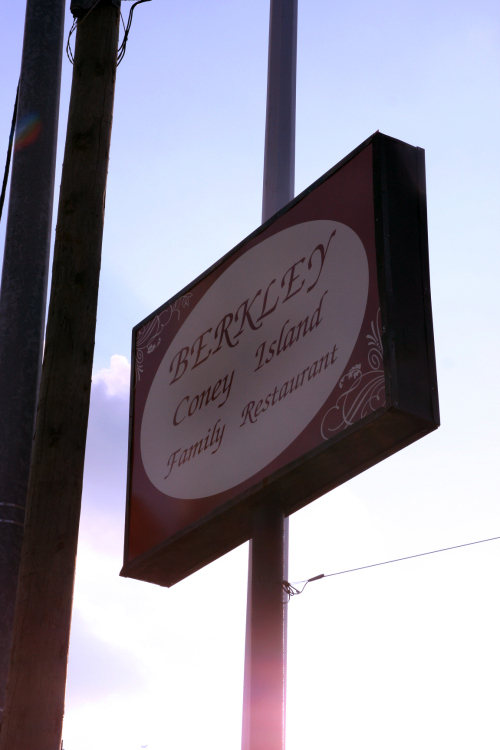 BERKLEY
Coney Island
Family Restaurant